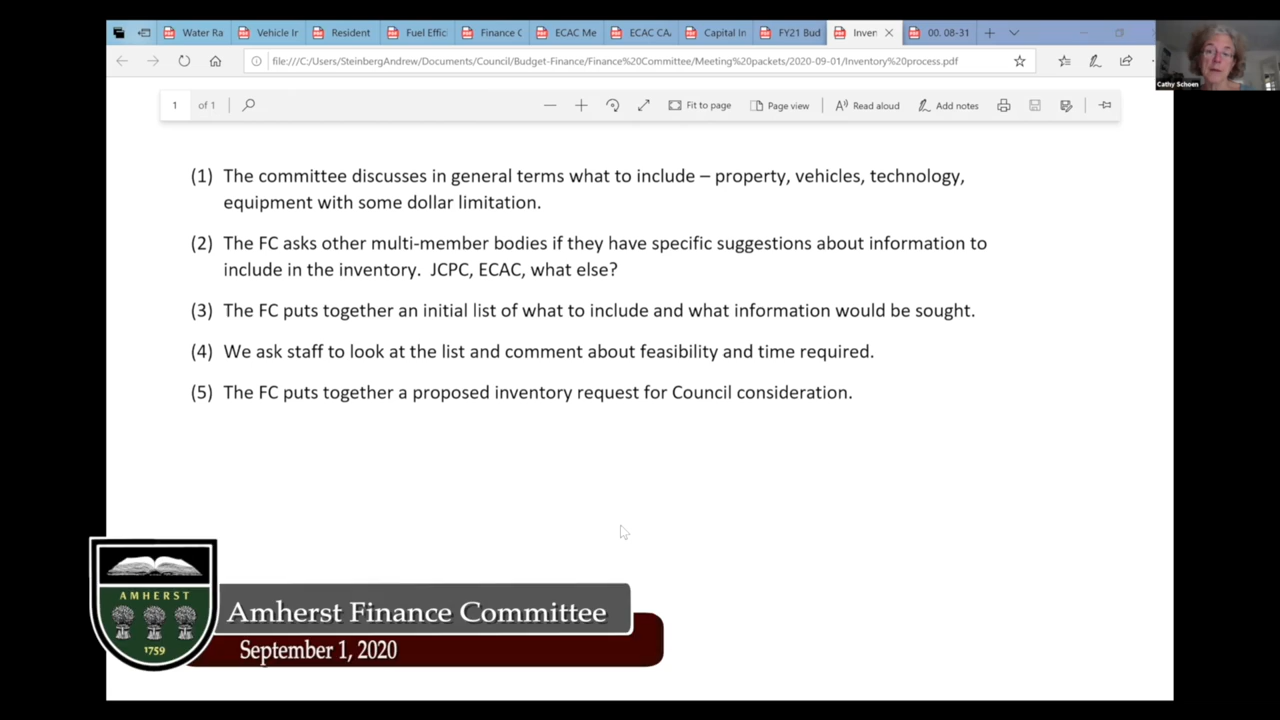 Water Ra
Vehicle Ir
Resident
Fuel Effic
Finance C
ECAC Me
ECAC CA.
Capital In
FY21 Bud
Inven
00. 08-31
file:///C:/Users/SteinbergAndrew/Documents/Council/Budget-Finance/Finance%20Committee/Meeting%20packets/2020-09-01/Inventory%20process.pdf
Cathy Schoen
1 of 1
Fit to page
Page view
Read aloud
Add notes
(1) The committee discusses in general terms what to include – property, vehicles, technology,
equipment with some dollar limitation.
(2) The FC asks other multi-member bodies if they have specific suggestions about information to
include in the inventory. JCPC, ECAC, what else?
(3) The FC puts together an initial list of what to include and what information would be sought.
(4) We ask staff to look at the list and comment about feasibility and time required.
(5) The FC puts together a proposed inventory request for Council consideration.
AMHERST
1759
Amherst Finance Committee
September 1, 2020